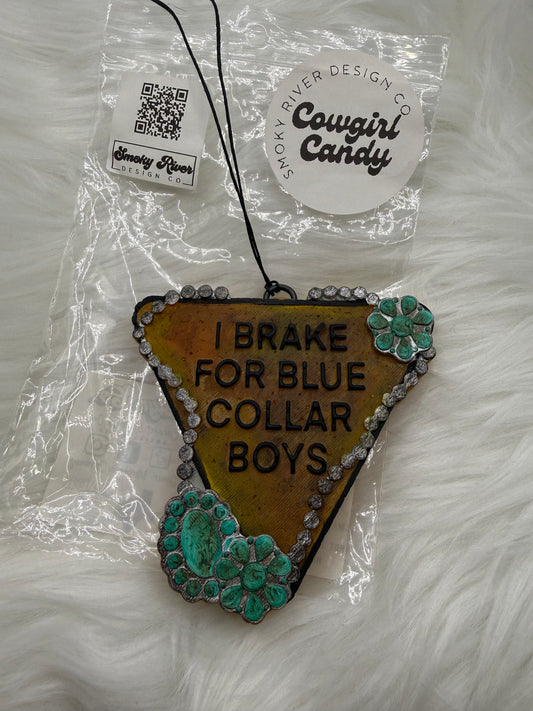 Smoky River
DESIGN CO.
SMOKY RIVER DESIGN CO.
Cowgirl
Candy
I BRAKE
FOR BLUE
COLLAR
BOYS